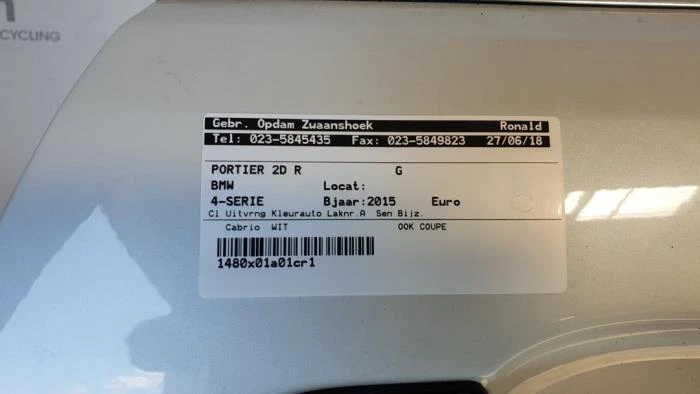 CYCLING
Gebr. Opdam Zwaanshoek Ronald
Tel: 023-5845435 Fax: 023-5849823 27/06/18
PORTIER 2D R G
BMW Locat:
4-SERIE Bjaar:2015 Euro
Cl Uitvrng Kleurauto Laknr.A Sen Bijz.
Cabrio WIT OOK COUPE
1480x01a01cr1